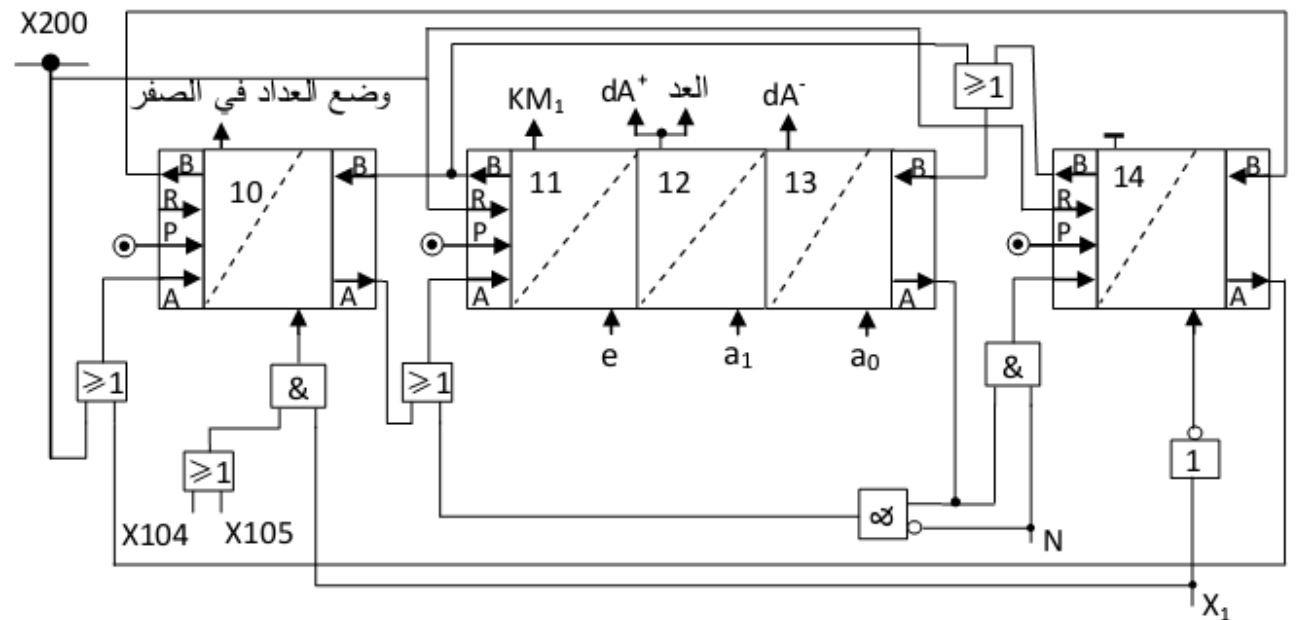 X200
وضع العداد في الصفر
KM₁
dA⁺ العد
dA⁻
≥1
B 10 B
R
P
A A
B 11 12 13 B
R
P
A A
B 14 B
R
P
A
≥1
&
≥1
e
a₁
a₀
&
≥1
1
X104 X105
&
N
X₁